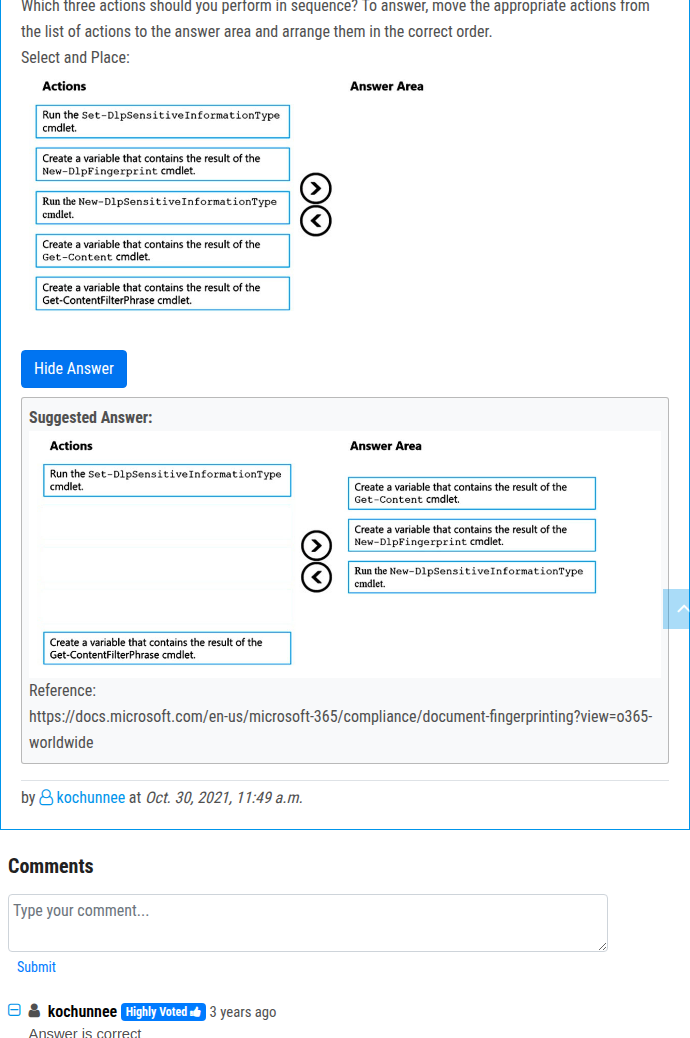 Which three actions should you perform in sequence? To answer, move the appropriate actions from
the list of actions to the answer area and arrange them in the correct order.
Select and Place:
Actions
Answer Area
Run the Set-DlpSensitiveInformationType
cmdlet.
Create a variable that contains the result of the
New-DlpFingerprint cmdlet.
Run the New-DlpSensitiveInformationType
cmdlet.
Create a variable that contains the result of the
Get-Content cmdlet.
Create a variable that contains the result of the
Get-ContentFilterPhrase cmdlet.
Hide Answer
Suggested Answer:
Actions
Answer Area
Run the Set-DlpSensitiveInformationType
cmdlet.
Create a variable that contains the result of the
Get-ContentFilterPhrase cmdlet.
Create a variable that contains the result of the
Get-Content cmdlet.
Create a variable that contains the result of the
New-DlpFingerprint cmdlet.
Run the New-DlpSensitiveInformationType
cmdlet.
Reference:
https://docs.microsoft.com/en-us/microsoft-365/compliance/document-fingerprinting?view=o365-
worldwide
by kochunnee at Oct. 30, 2021, 11:49 a.m.
Comments
Type your comment...
Submit
kochunnee Highly Voted 3 years ago
Answer is correct